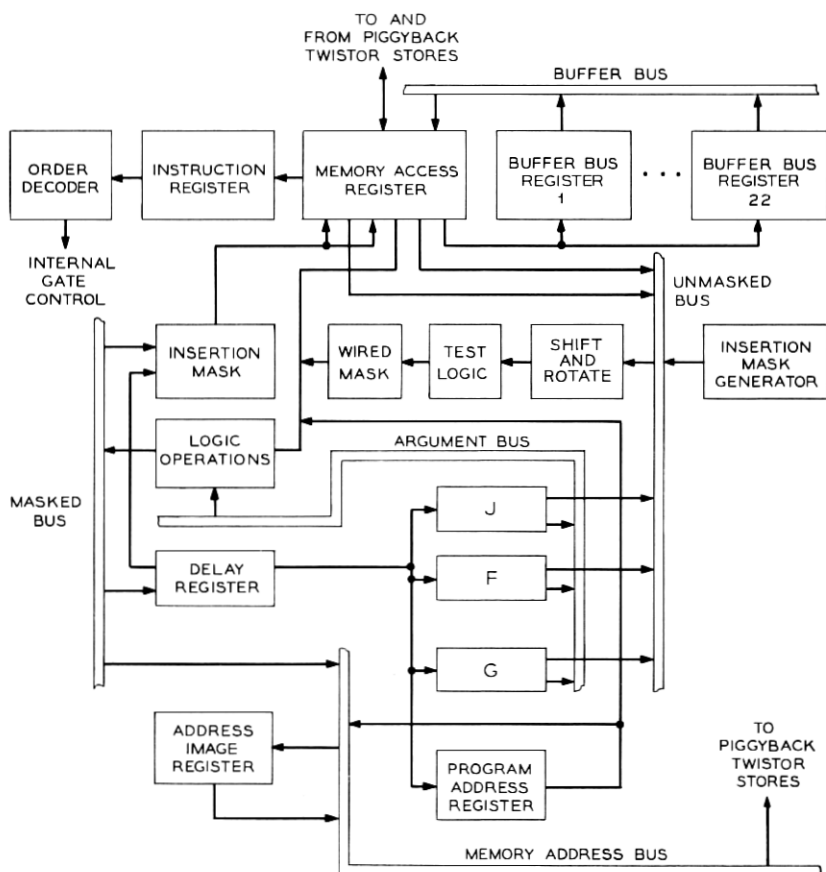 TO AND
FROM PIGGYBACK
TWISTOR STORES
BUFFER BUS
ORDER
DECODER
INSTRUCTION
REGISTER
MEMORY ACCESS
REGISTER
BUFFER BUS
REGISTER
1
BUFFER BUS
REGISTER
22
INTERNAL
GATE
CONTROL
UNMASKED
BUS
INSERTION
MASK
WIRED
MASK
TEST
LOGIC
SHIFT
AND
ROTATE
INSERTION
MASK
GENERATOR
LOGIC
OPERATIONS
ARGUMENT BUS
MASKED
BUS
J
DELAY
REGISTER
F
G
ADDRESS
IMAGE
REGISTER
PROGRAM
ADDRESS
REGISTER
TO
PIGGYBACK
TWISTOR
STORES
MEMORY ADDRESS BUS